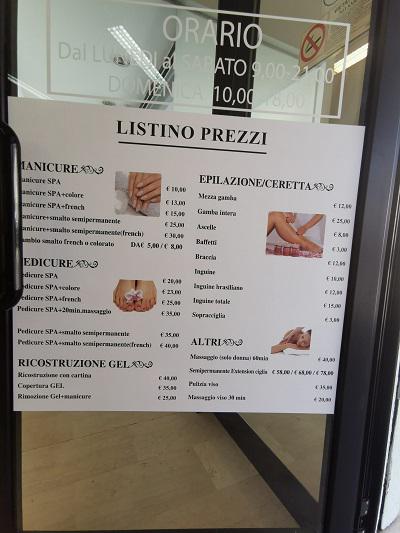 ORARIO
Dal LUNEDI al SABATO 9,00-21,00
DOMENICA 10,00-18,00
LISTINO PREZZI
MANICURE
Manicure SPA € 10,00
Manicure SPA+colore € 13,00
Manicure SPA+french € 15,00
Manicure+smalto semipermanente € 25,00
Manicure+smalto semipermanente(french) € 30,00
Cambio smalto french o colorato DA€ 5,00 / € 8,00
PEDICURE
Pedicure SPA € 20,00
Pedicure SPA+colore € 23,00
Pedicure SPA+french € 25,00
Pedicure SPA+20min.massaggio € 35,00
Pedicure SPA+smalto semipermanente € 35,00
Pedicure SPA+smalto semipermanente(french) € 40,00
RICOSTRUZIONE GEL
Ricostruzione con cartina € 40,00
Copertura GEL € 35,00
Rimozione Gel+manicure € 25,00
EPILAZIONE/CERETTA
Mezza gamba € 12,00
Gamba intera € 25,00
Ascelle € 8,00
Baffetti € 3,00
Braccia € 12,00
Inguine € 10,00
Inguine brasiliano € 12,00
Inguine totale € 15,00
Sopracciglia € 3,00
ALTRI
Massaggio (solo donna) 60min € 40,00
Semipermanente Extension ciglia € 58,00 / € 68,00 / € 78,00
Pulizia viso € 35,00
Massaggio viso 30 min € 20,00